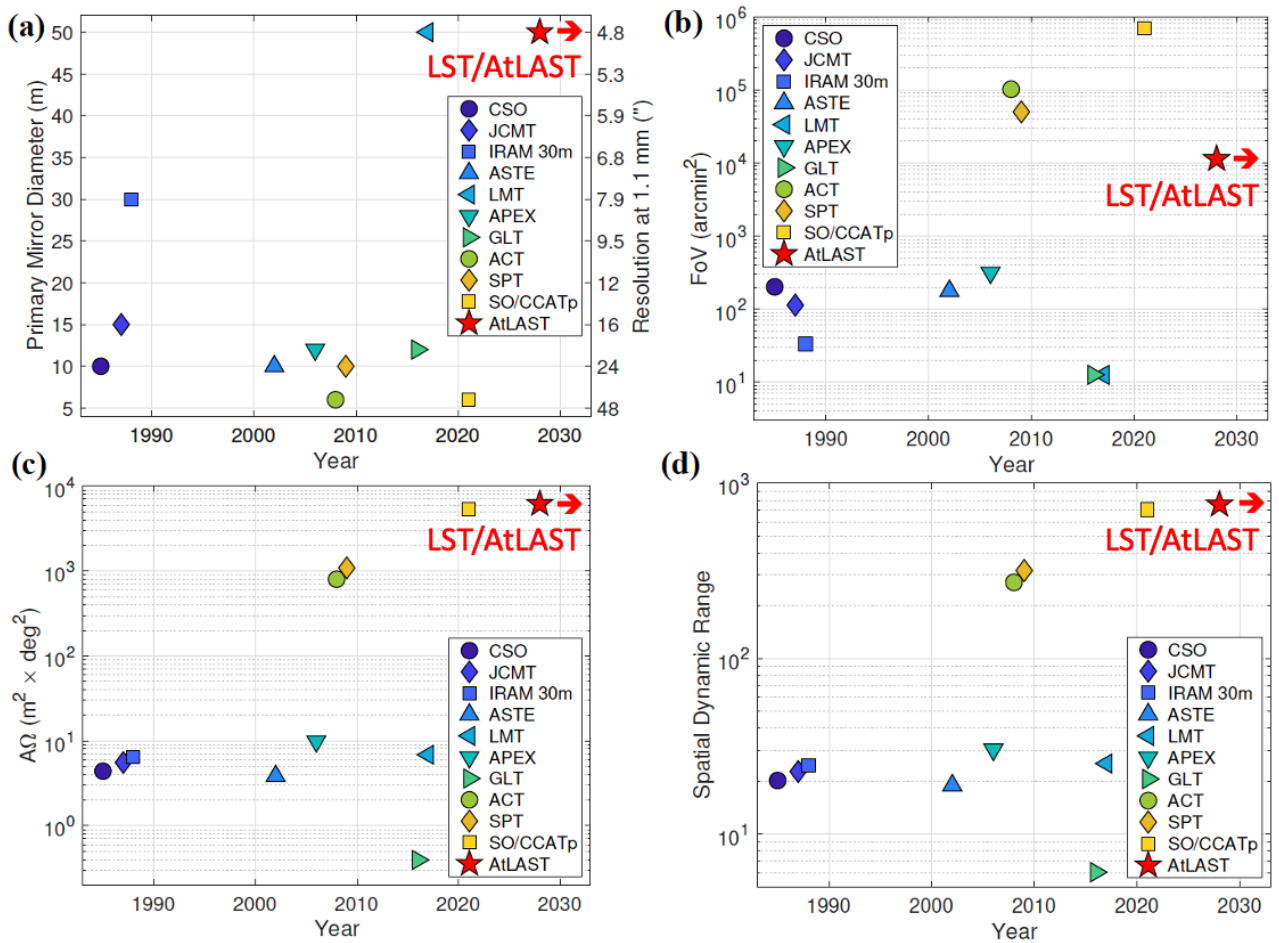 (a)
Primary Mirror Diameter (m)
50
45
40
35
30
25
20
15
10
5
LST/AtLAST
CSO
JCMT
IRAM 30m
ASTE
LMT
APEX
GLT
ACT
SPT
SO/CCATp
AtLAST
4.8
5.3
5.9
6.8
7.9
9.5
12
16
24
48
Resolution at 1.1 mm (")
1990 2000 2010 2020 2030
Year
(b)
FoV (arcmin²)
10⁶
10⁵
10⁴
10³
10²
10¹
CSO
JCMT
IRAM 30m
ASTE
LMT
APEX
GLT
ACT
SPT
SO/CCATp
AtLAST
LST/AtLAST
1990 2000 2010 2020 2030
Year
(c)
AΩ (m² × deg²)
10⁴
10³
10²
10¹
10⁰
LST/AtLAST
CSO
JCMT
IRAM 30m
ASTE
LMT
APEX
GLT
ACT
SPT
SO/CCATp
AtLAST
1990 2000 2010 2020 2030
Year
(d)
Spatial Dynamic Range
10³
10²
10¹
LST/AtLAST
CSO
JCMT
IRAM 30m
ASTE
LMT
APEX
GLT
ACT
SPT
SO/CCATp
AtLAST
1990 2000 2010 2020 2030
Year